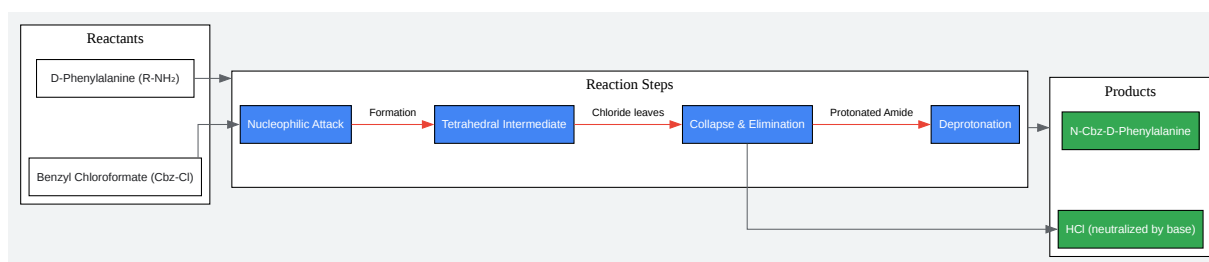 Reactants
D-Phenylalanine (R-NH₂)
Benzyl Chloroformate (Cbz-Cl)
Reaction Steps
Nucleophilic Attack
Formation
Tetrahedral Intermediate
Chloride leaves
Collapse & Elimination
Protonated Amide
Deprotonation
Products
N-Cbz-D-Phenylalanine
HCl (neutralized by base)